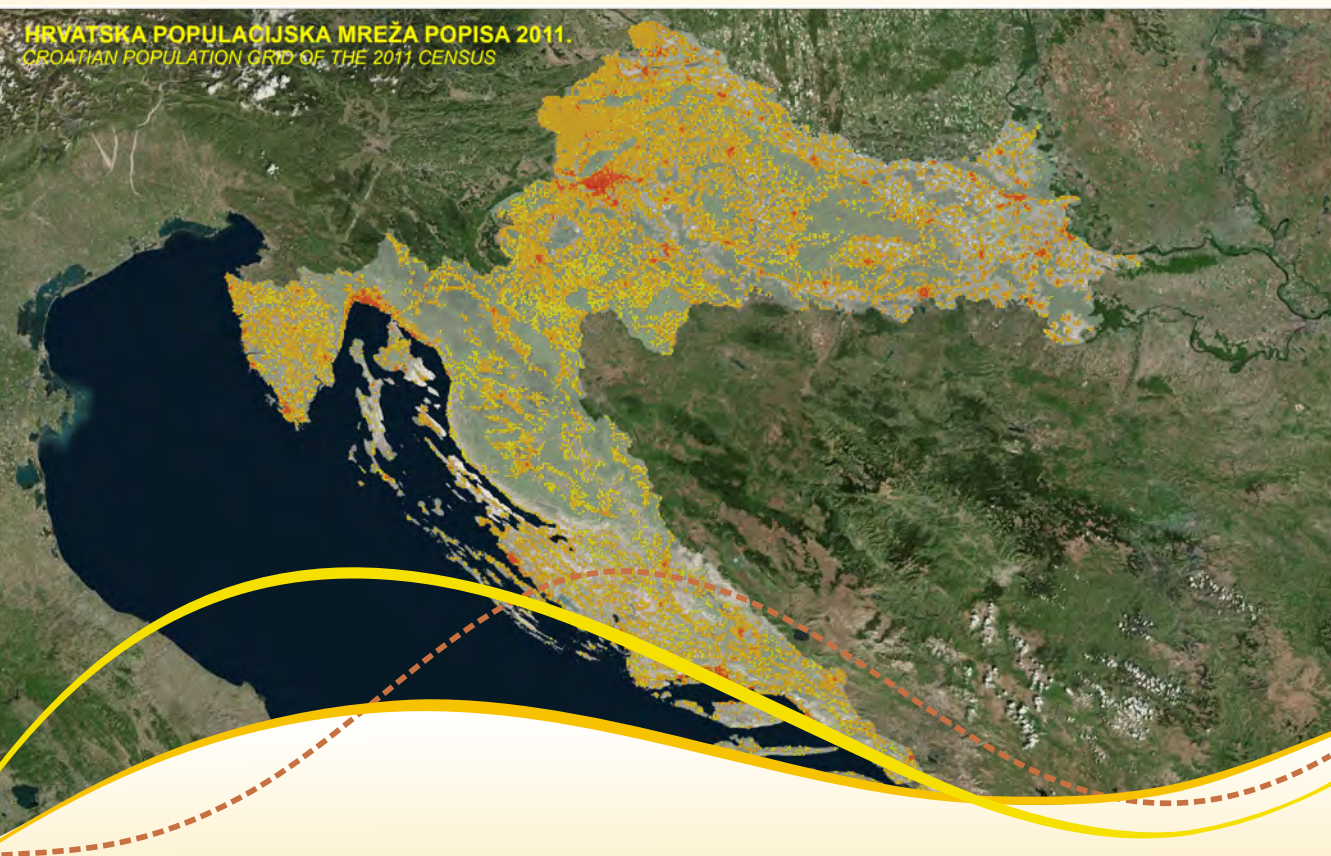 HRVATSKA POPULACIJSKA MREŽA POPISA 2011.
CROATIAN POPULATION GRID OF THE 2011 CENSUS